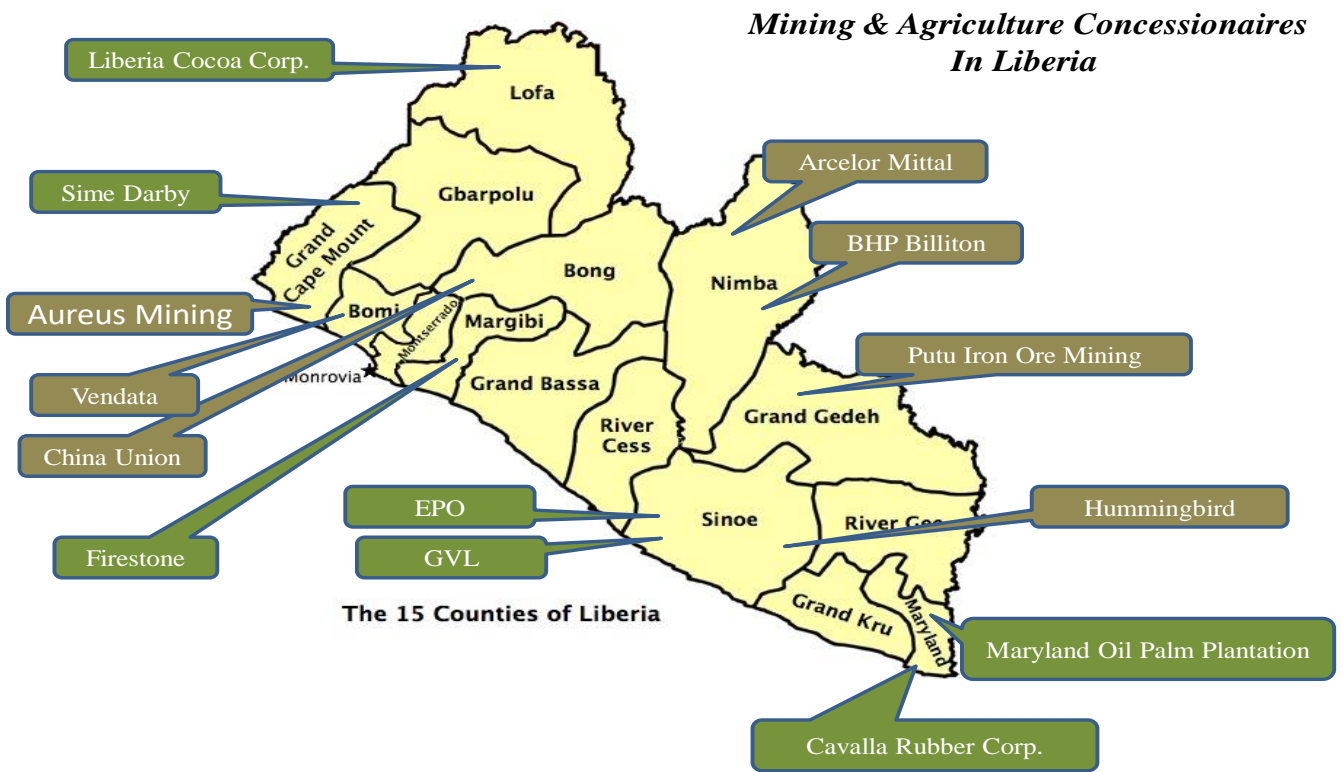 Mining & Agriculture Concessionaires
In Liberia
Liberia Cocoa Corp.
Lofa
Arcelor Mittal
Sime Darby
Gbarpolu
BHP Billiton
Grand
Cape Mount
Bong
Nimba
Aureus Mining
Bomi
Montserrado
Margibi
Putu Iron Ore Mining
Monrovia
Grand Bassa
Vendata
Grand Gedeh
River
Cess
China Union
EPO
Sinoe
River Gee
Hummingbird
Firestone
GVL
The 15 Counties of Liberia
Grand Kru
Maryland
Maryland Oil Palm Plantation
Cavalla Rubber Corp.